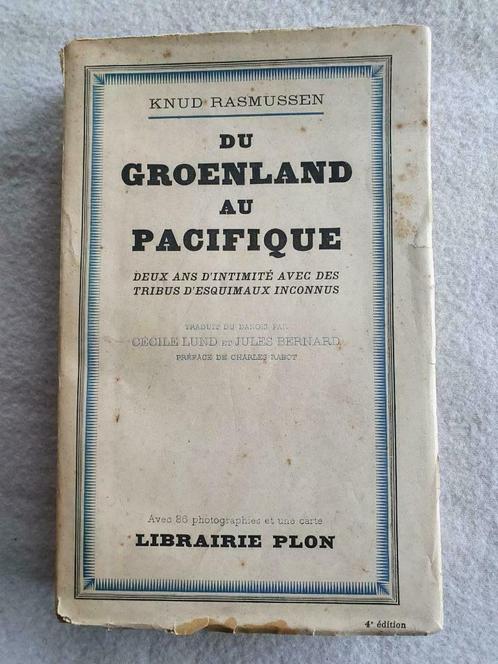 KNUD RASMUSSEN
DU
GROENLAND
AU
PACIFIQUE
DEUX ANS D'INTIMITÉ AVEC DES
TRIBUS D'ESQUIMAUX INCONNUS
TRADUIT DU DANOIS PAR
CÉCILE LUND ET JULES BERNARD
PRÉFACE DE CHARLES RABOT
Avec 26 photographies et une carte
LIBRAIRIE PLON
4e édition